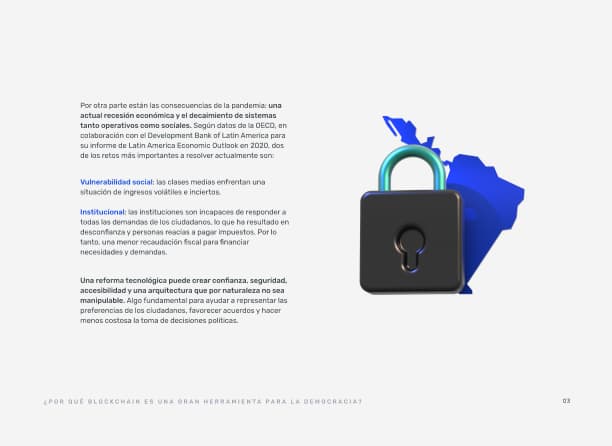 Por otra parte están las consecuencias de la pandemia: una
actual recesión económica y el decaimiento de sistemas
tanto operativos como sociales. Según datos de la OECD, en
colaboración con el Development Bank of Latin America para
su informe de Latin America Economic Outlook en 2020, dos
de los retos más importantes a resolver actualmente son:
Vulnerabilidad social: las clases medias enfrentan una
situación de ingresos volátiles e inciertos.
Institucional: las instituciones son incapaces de responder a
todas las demandas de los ciudadanos, lo que ha resultado en
desconfianza y personas reacias a pagar impuestos. Por lo
tanto, una menor recaudación fiscal para financiar
necesidades y demandas.
Una reforma tecnológica puede crear confianza, seguridad,
accesibilidad y una arquitectura que por naturaleza no sea
manipulable. Algo fundamental para ayudar a representar las
preferencias de los ciudadanos, favorecer acuerdos y hacer
menos costosa la toma de decisiones políticas.
¿POR QUÉ BLOCKCHAIN ES UNA GRAN HERRAMIENTA PARA LA DEMOCRACIA?
03